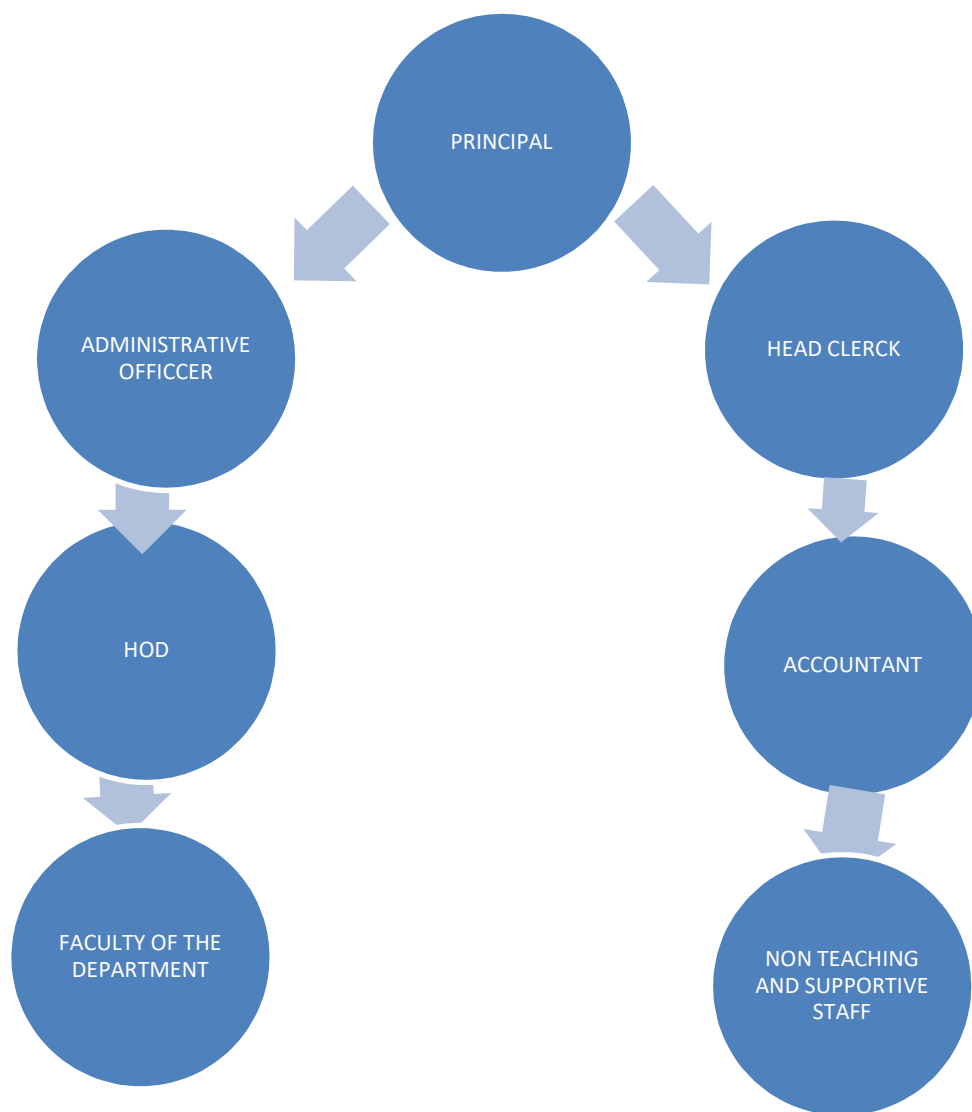 PRINCIPAL
ADMINISTRATIVE
OFFICCER
HEAD CLERCK
HOD
ACCOUNTANT
FACULTY OF THE
DEPARTMENT
NON TEACHING
AND SUPPORTIVE
STAFF